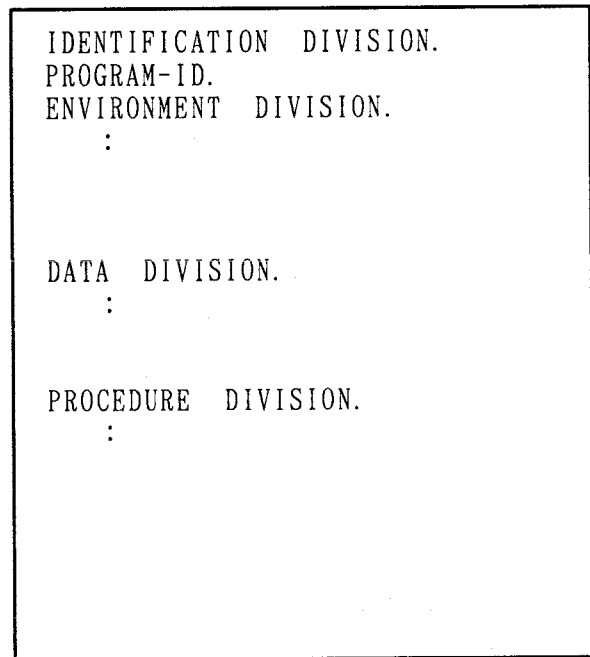 IDENTIFICATION DIVISION.
PROGRAM-ID.
ENVIRONMENT DIVISION.
:
DATA DIVISION.
:
PROCEDURE DIVISION.
: